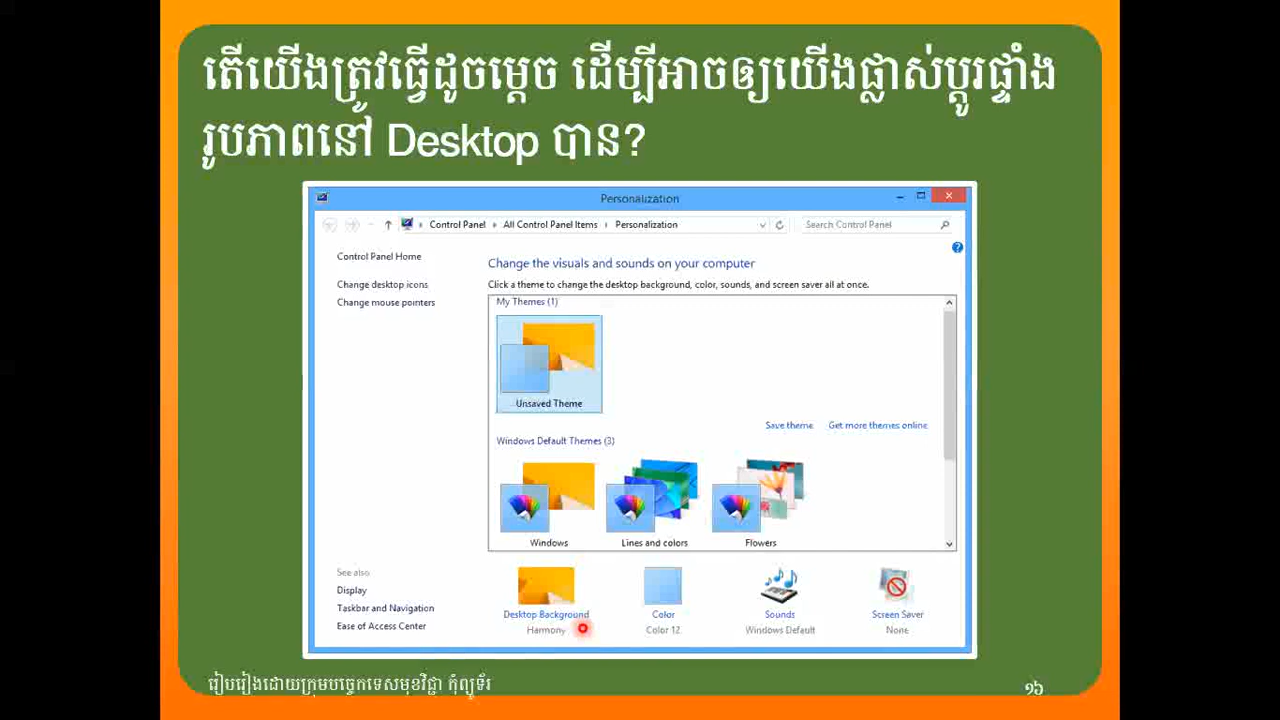 តើយើងត្រូវធ្វើដូចម្ដេច ដើម្បីអាចឲ្យយើងផ្លាស់ប្ដូរផ្ទាំង
រូបភាពនៅ Desktop បាន?
Personalization
Control Panel
All Control Panel Items
Personalization
Search Control Panel
Control Panel Home
Change desktop icons
Change mouse pointers
Change the visuals and sounds on your computer
Click a theme to change the desktop background, color, sounds, and screen saver all at once.
My Themes (1)
Unsaved Theme
Save theme
Get more themes online
Windows Default Themes (3)
Windows
Lines and colors
Flowers
See also
Display
Taskbar and Navigation
Ease of Access Center
Desktop Background
Harmony
Color
Color 12
Sounds
Windows Default
Screen Saver
None
រៀបរៀងដោយក្រុមបច្ចេកទេសមុខវិជ្ជា កុំព្យូទ័រ
១៦